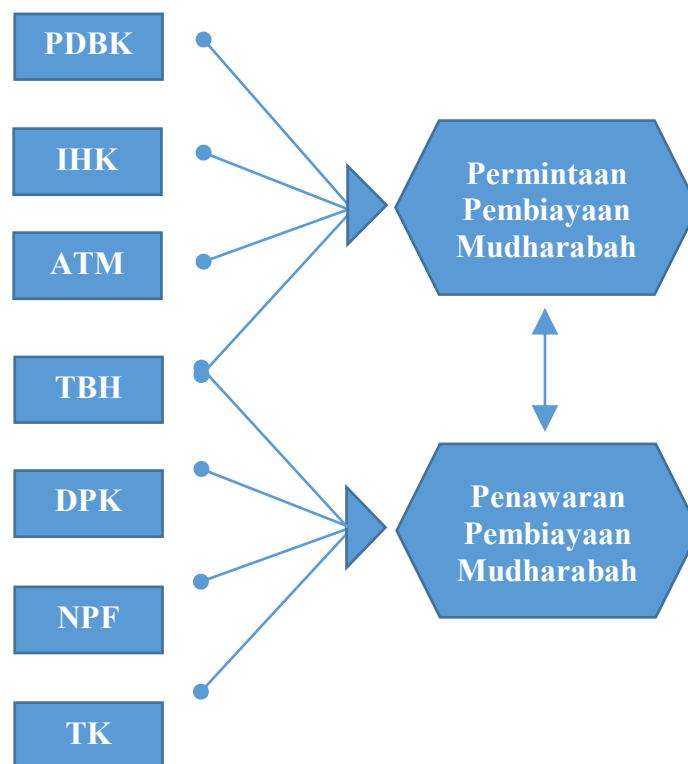 PDBK
IHK
ATM
TBH
DPK
NPF
TK
Permintaan
Pembiayaan
Mudharabah
Penawaran
Pembiayaan
Mudharabah